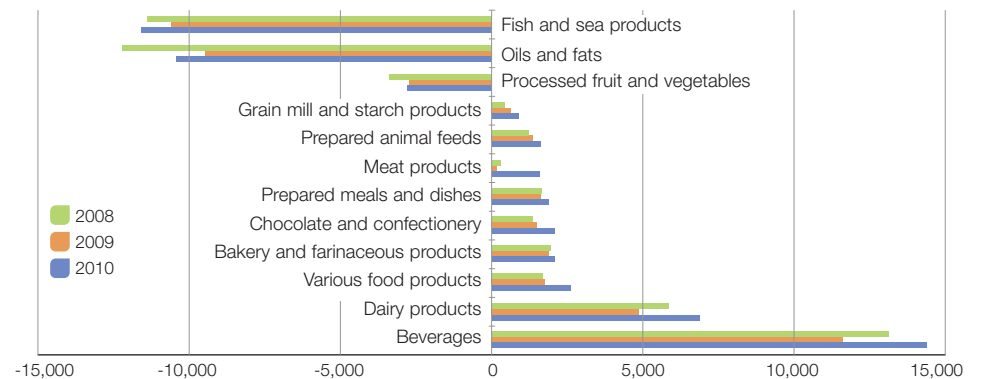 Fish and sea products
Oils and fats
Processed fruit and vegetables
Grain mill and starch products
Prepared animal feeds
Meat products
Prepared meals and dishes
Chocolate and confectionery
Bakery and farinaceous products
Various food products
Dairy products
Beverages
2008
2009
2010
-15,000 -10,000 -5,000 0 5,000 10,000 15,000